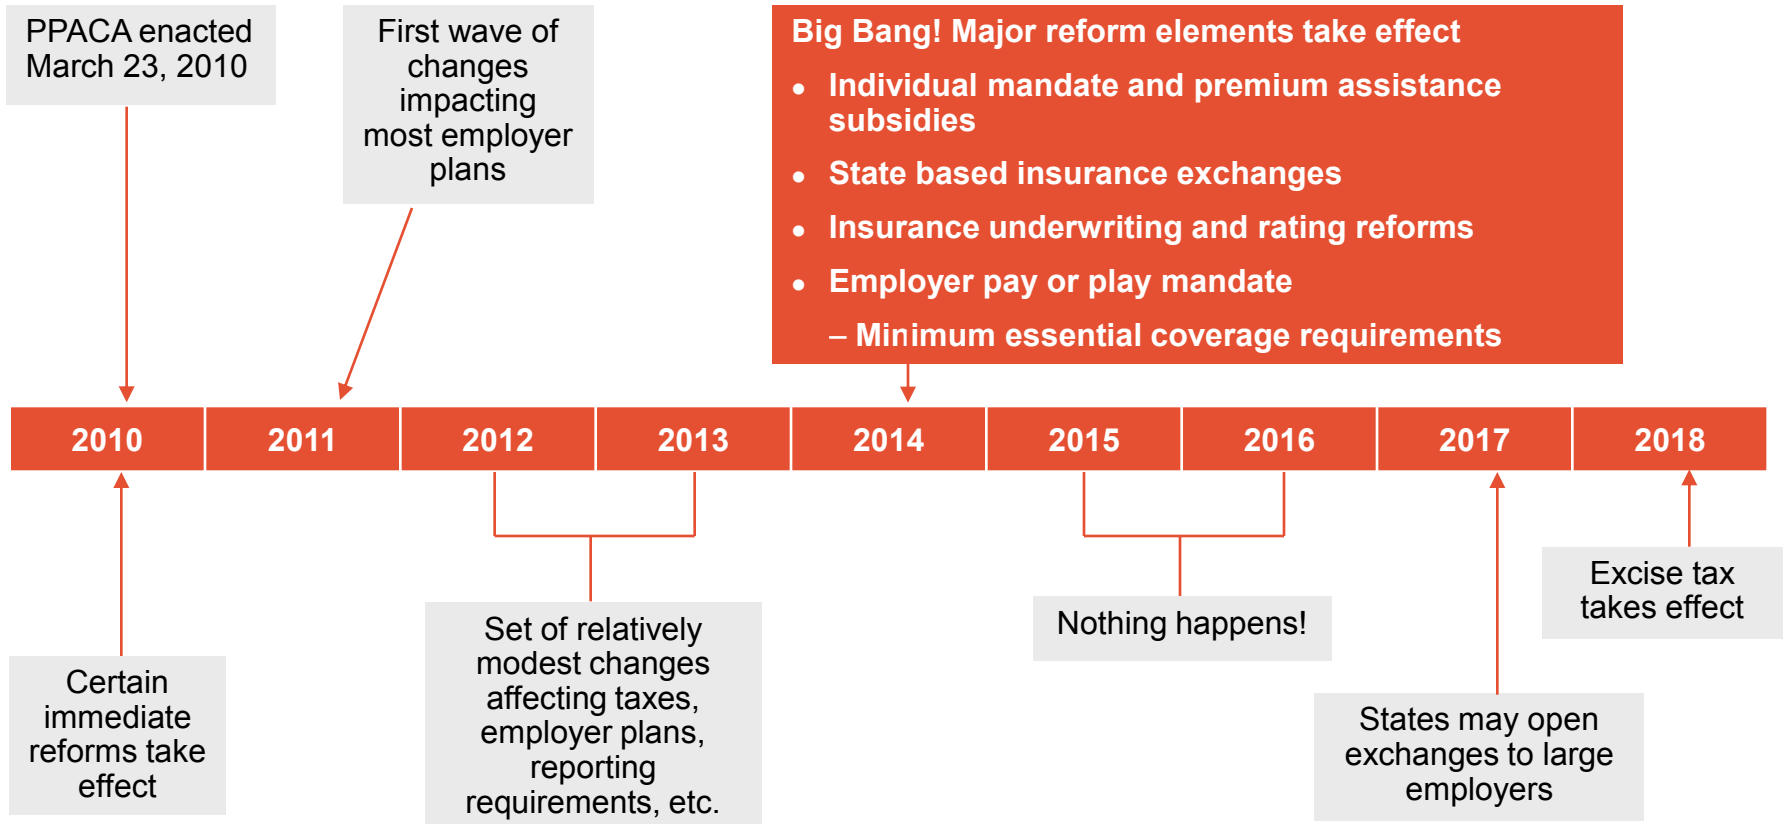 PPACA enacted
March 23, 2010
First wave of
changes
impacting
most employer
plans
Big Bang! Major reform elements take effect
• Individual mandate and premium assistance
subsidies
• State based insurance exchanges
• Insurance underwriting and rating reforms
• Employer pay or play mandate
– Minimum essential coverage requirements
2010
2011
2012
2013
2014
2015
2016
2017
2018
Certain
immediate
reforms take
effect
Set of relatively
modest changes
affecting taxes,
employer plans,
reporting
requirements, etc.
Nothing happens!
States may open
exchanges to large
employers
Excise tax
takes effect